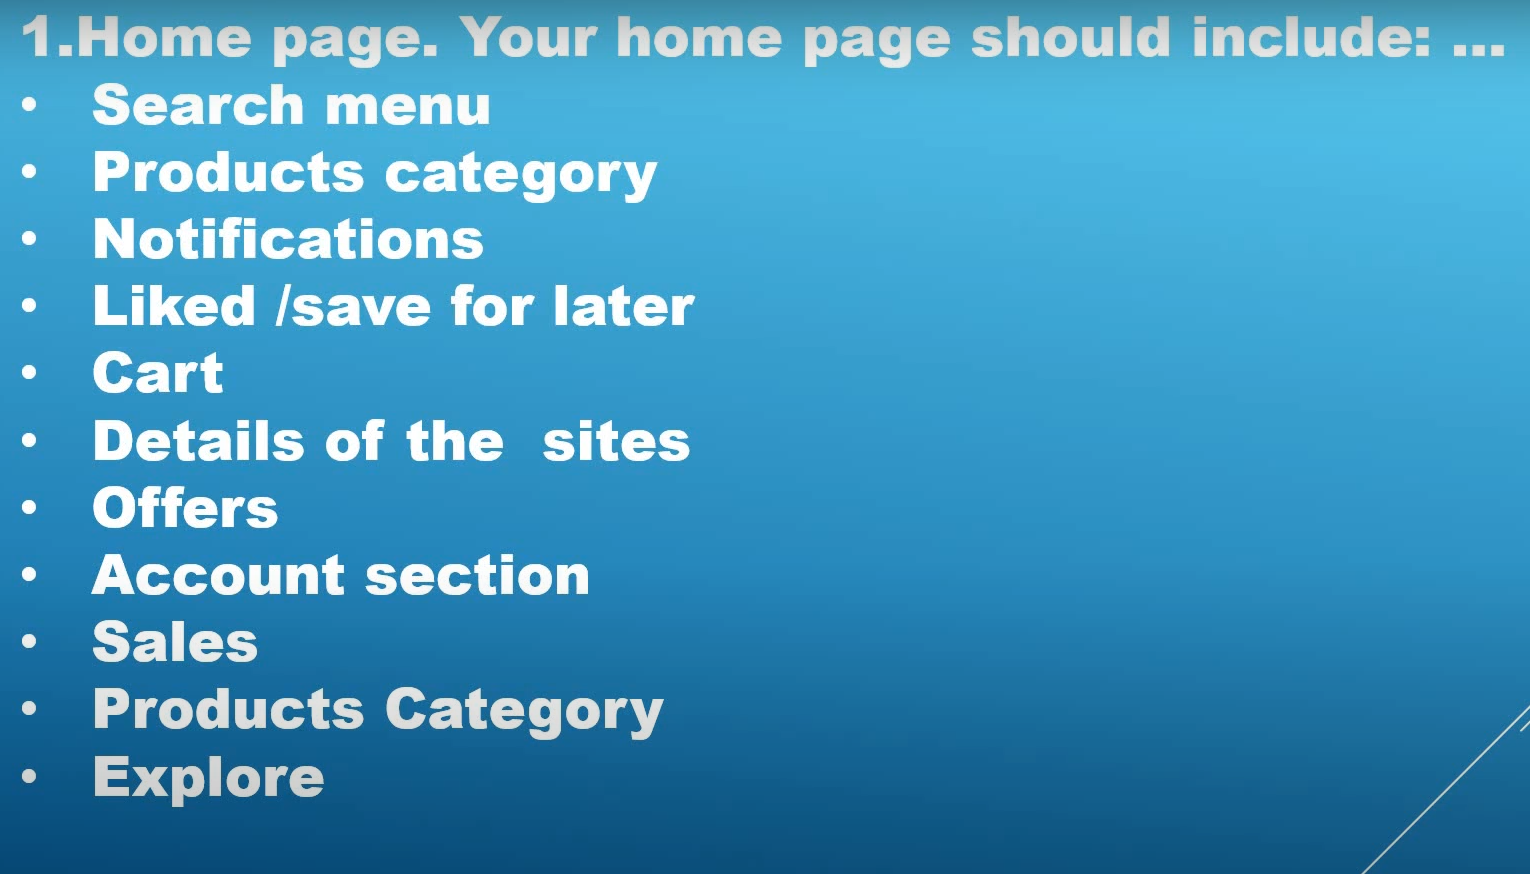 1.Home page. Your home page should include: ...
• Search menu
• Products category
• Notifications
• Liked /save for later
• Cart
• Details of the  sites
• Offers
• Account section
• Sales
• Products Category
• Explore